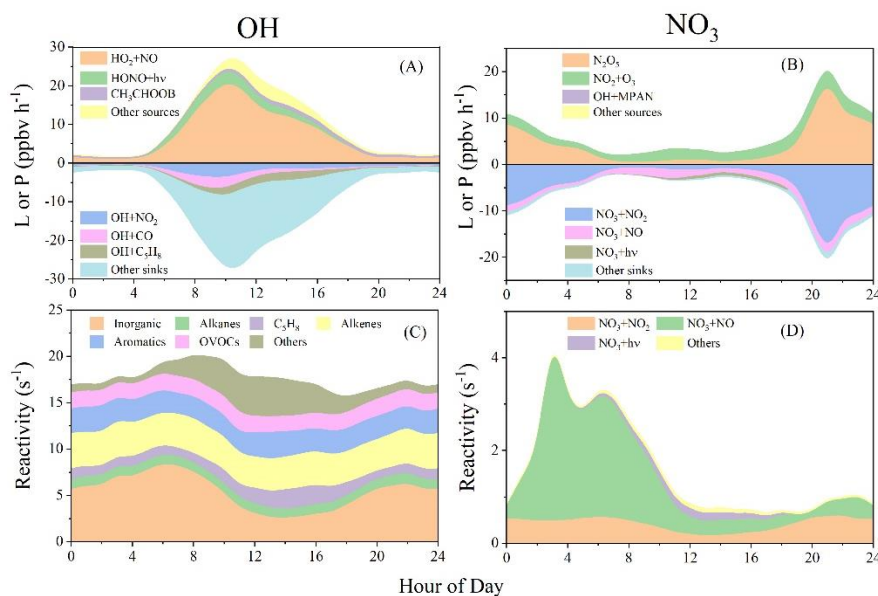 OH
NO3
L or P (ppbv h-1)
30
20
10
0
-10
-20
-30
0 4 8 12 16 20 24
(A)
HO2+NO
HONO+hv
CH3CHOOB
Other sources
OH+NO2
OH+CO
OH+C5H8
Other sinks
L or P (ppbv h-1)
20
10
0
-10
-20
0 4 8 12 16 20 24
(B)
N2O5
NO2+O3
OH+MPAN
Other sources
NO3+NO2
NO3+NO
NO3+hv
Other sinks
Reactivity (s-1)
25
20
15
10
5
0
0 4 8 12 16 20 24
(C)
Inorganic Alkanes C5H8 Alkenes
Aromatics OVOCs Others
Reactivity (s-1)
4
2
0
0 4 8 12 16 20 24
(D)
NO3+NO2 NO3+NO
NO3+hv Others
Hour of Day